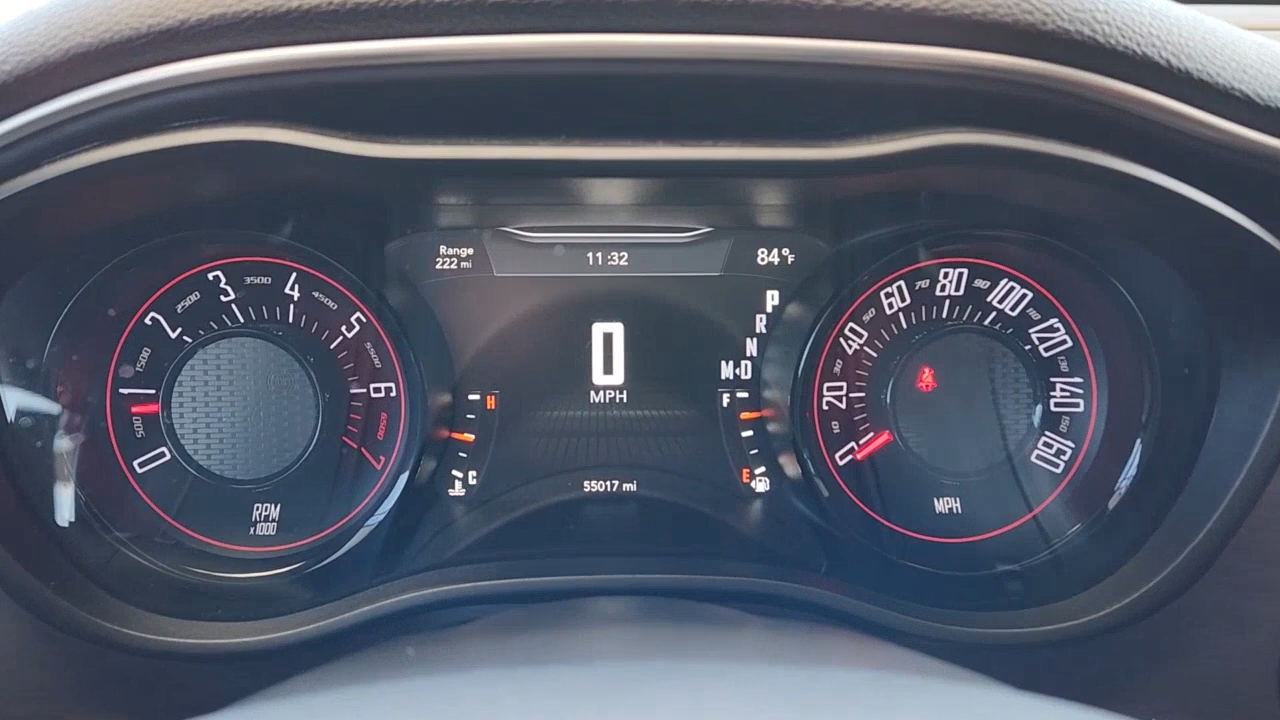 Range
222 mi
11:32
84°F
P
R
N
M◂D
0
MPH
H
C
F
E
55017 mi
0
500
1
1500
2
2500
3
3500
4
4500
5
5500
6
6500
7
RPM
x1000
10
20
30
40
50
60
70
80
90
100
110
120
130
140
150
160
MPH